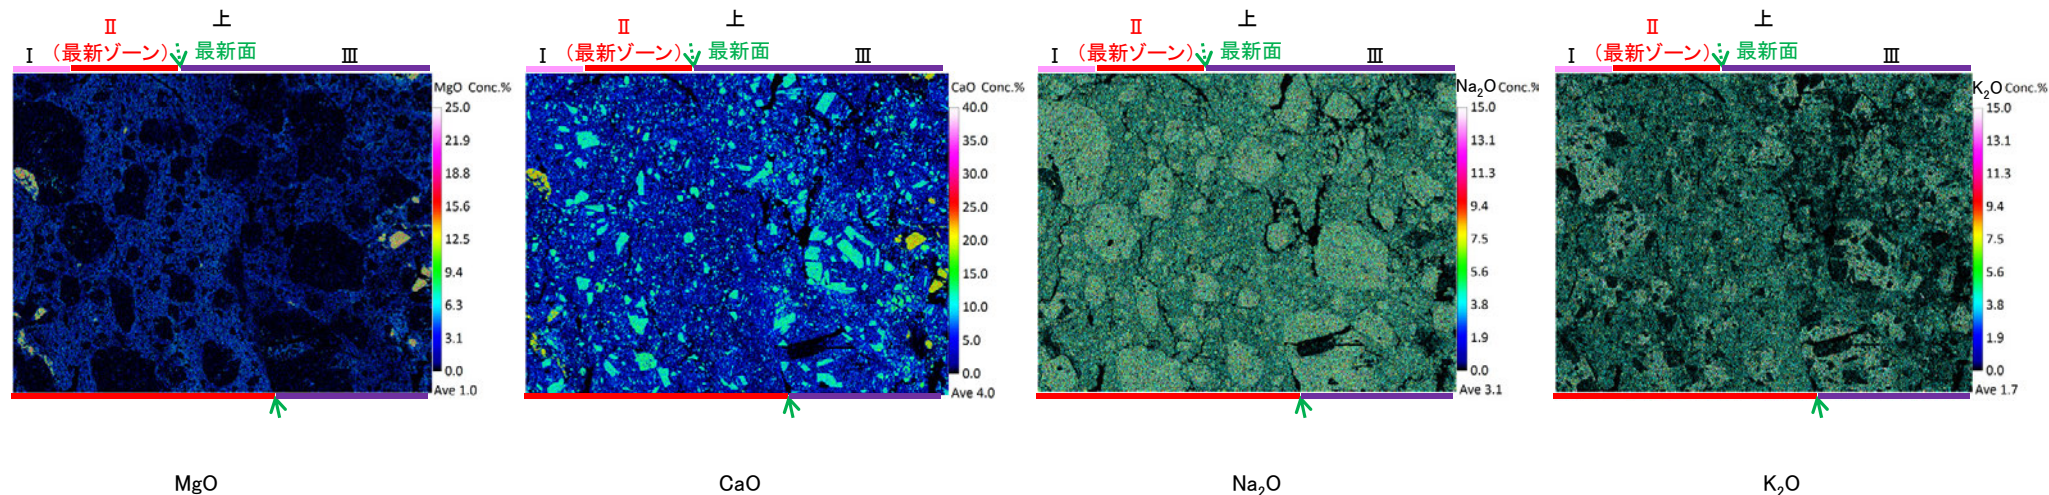 上
Ⅱ
Ⅰ （最新ゾーン） 最新面 Ⅲ
MgO Conc.%
25.0
21.9
18.8
15.6
12.5
9.4
6.3
3.1
0.0
Ave 1.0
MgO
上
Ⅱ
Ⅰ （最新ゾーン） 最新面 Ⅲ
CaO Conc.%
40.0
35.0
30.0
25.0
20.0
15.0
10.0
5.0
0.0
Ave 4.0
CaO
上
Ⅱ
Ⅰ （最新ゾーン） 最新面 Ⅲ
Na₂O Conc.%
15.0
13.1
11.3
9.4
7.5
5.6
3.8
1.9
0.0
Ave 3.1
Na₂O
上
Ⅱ
Ⅰ （最新ゾーン） 最新面 Ⅲ
K₂O Conc.%
15.0
13.1
11.3
9.4
7.5
5.6
3.8
1.9
0.0
Ave 1.7
K₂O